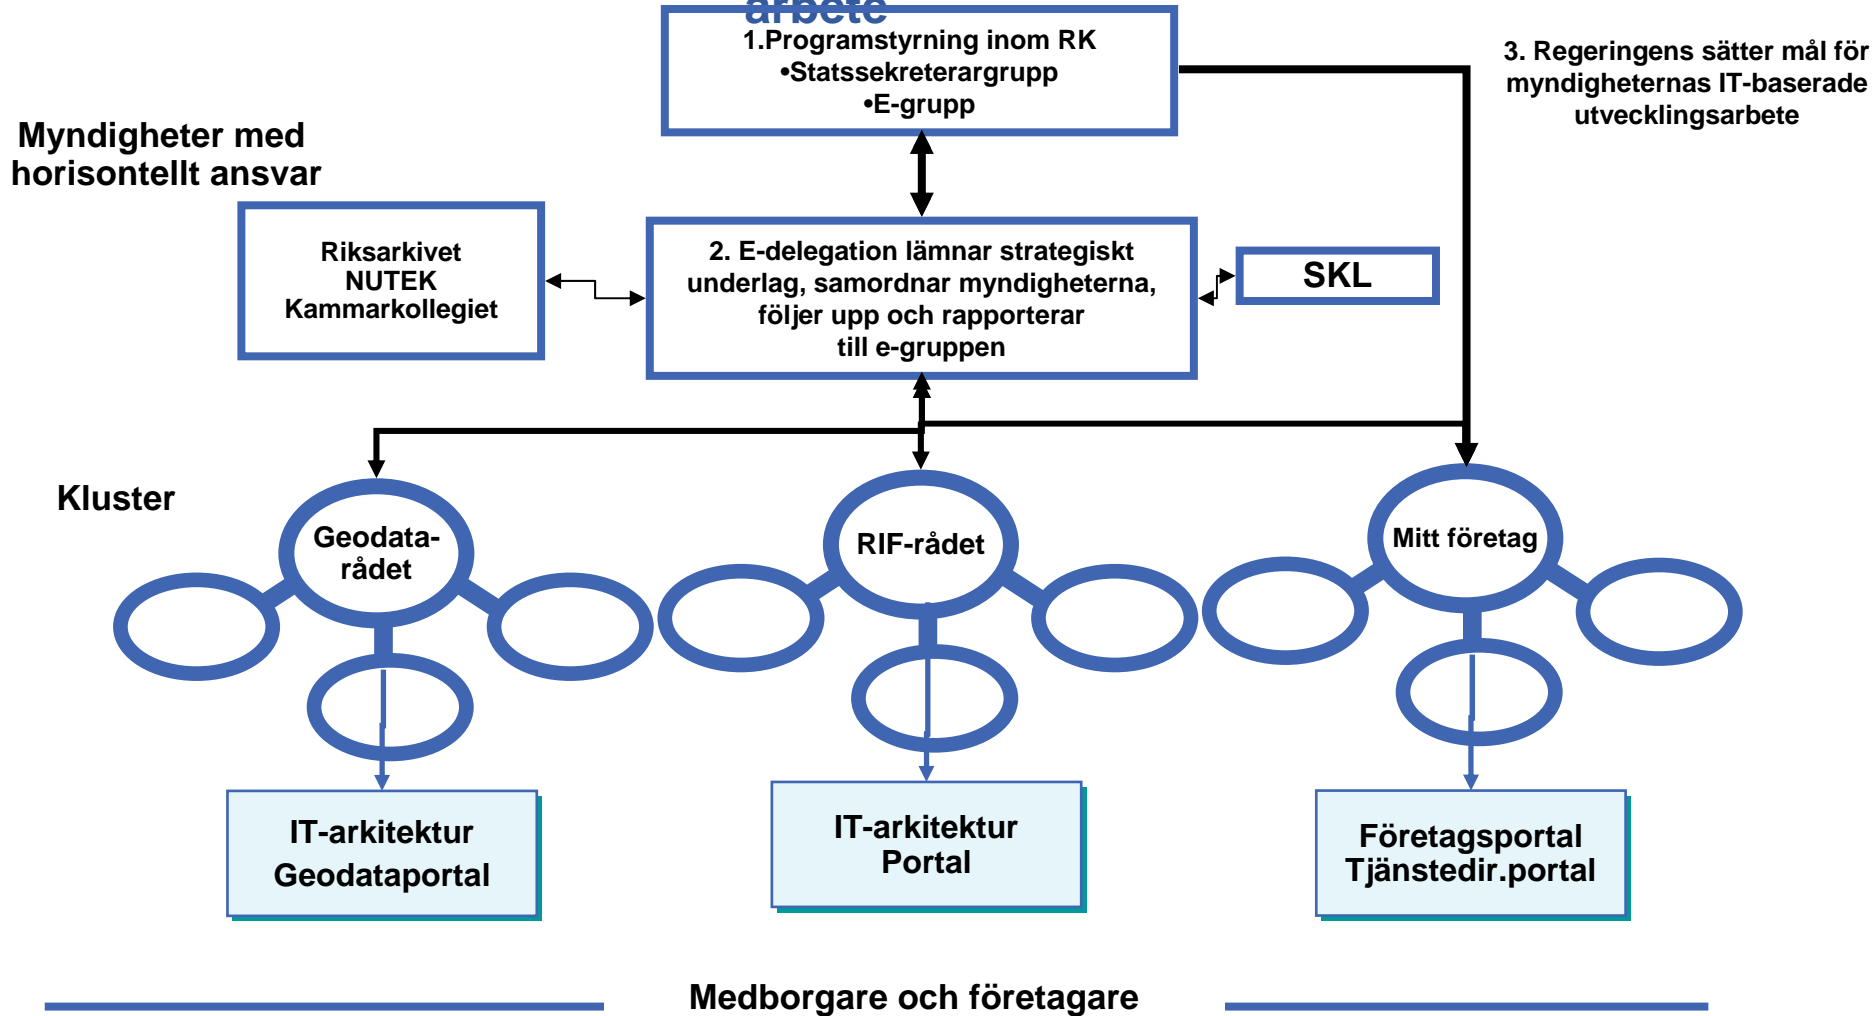 arbete
1.Programstyrning inom RK
•Statssekreterargrupp
•E-grupp
3. Regeringens sätter mål för
myndigheternas IT-baserade
utvecklingsarbete
Myndigheter med
horisontellt ansvar
Riksarkivet
NUTEK
Kammarkollegiet
2. E-delegation lämnar strategiskt
underlag, samordnar myndigheterna,
följer upp och rapporterar
till e-gruppen
SKL
Kluster
Geodata-
rådet
RIF-rådet
Mitt företag
IT-arkitektur
Geodataportal
IT-arkitektur
Portal
Företagsportal
Tjänstedir.portal
Medborgare och företagare